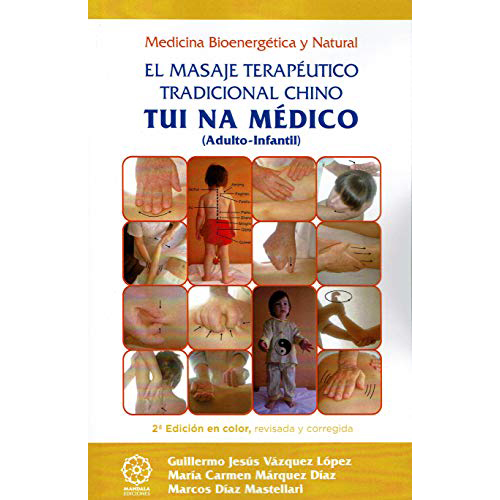 Medicina Bioenergética y Natural
EL MASAJE TERAPÉUTICO
TRADICIONAL CHINO
TUI NA MÉDICO
(Adulto-Infantil)
2ª Edición en color, revisada y corregida
Guillermo Jesús Vázquez López
María Carmen Márquez Díaz
Marcos Díaz Mastellari
MANDALA
EDICIONES